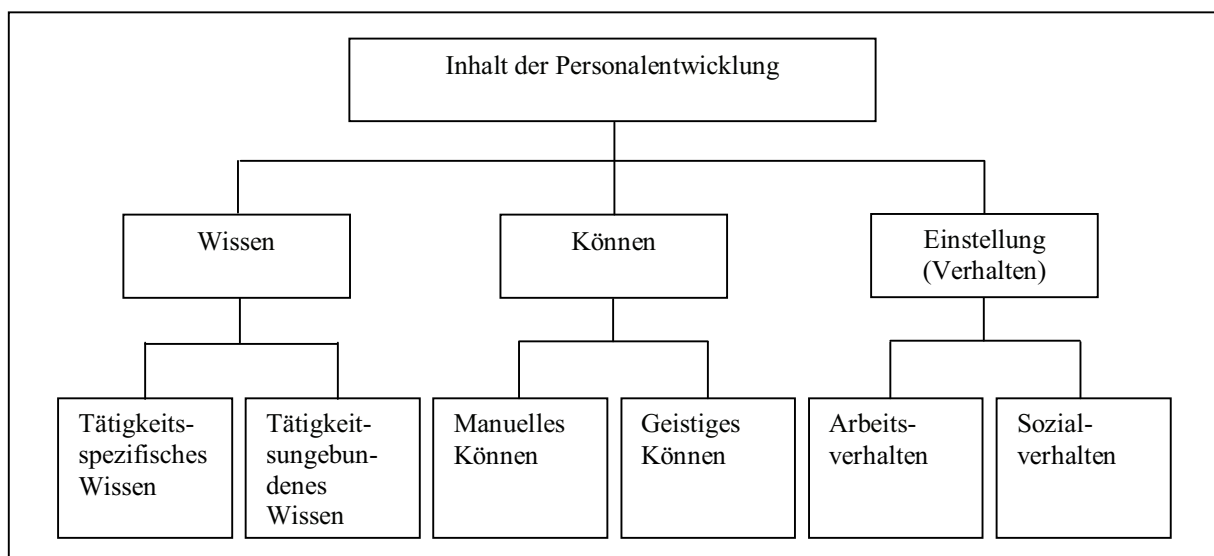 Inhalt der Personalentwicklung
Wissen
Können
Einstellung
(Verhalten)
Tätigkeits-
spezifisches
Wissen
Tätigkeit-
sungebun-
denes
Wissen
Manuelles
Können
Geistiges
Können
Arbeits-
verhalten
Sozial-
verhalten